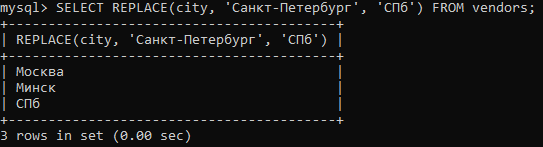 mysql> SELECT REPLACE(city, 'Санкт-Петербург', 'СПб') FROM vendors;
+-----------------------------------------+
| REPLACE(city, 'Санкт-Петербург', 'СПб') |
+-----------------------------------------+
| Москва                                  |
| Минск                                   |
| СПб                                     |
+-----------------------------------------+
3 rows in set (0.00 sec)